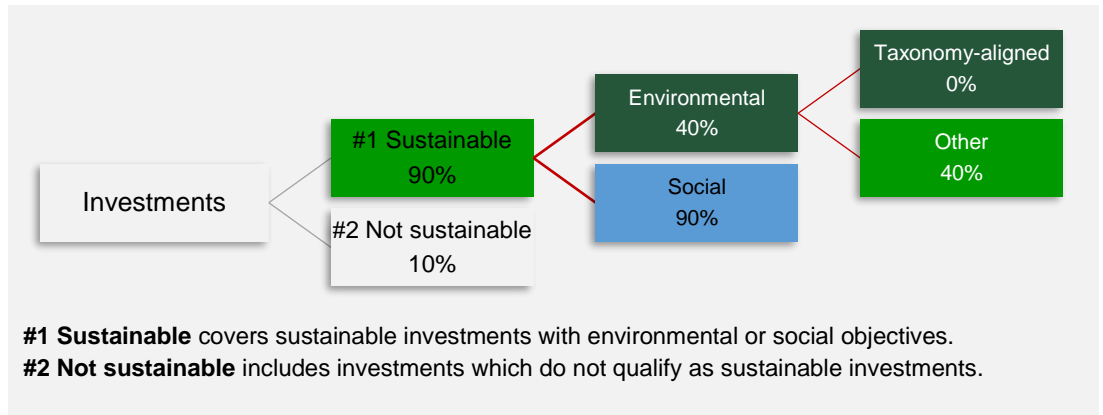 Investments
#1 Sustainable
90%
#2 Not sustainable
10%
Environmental
40%
Social
90%
Taxonomy-aligned
0%
Other
40%
#1 Sustainable covers sustainable investments with environmental or social objectives.
#2 Not sustainable includes investments which do not qualify as sustainable investments.